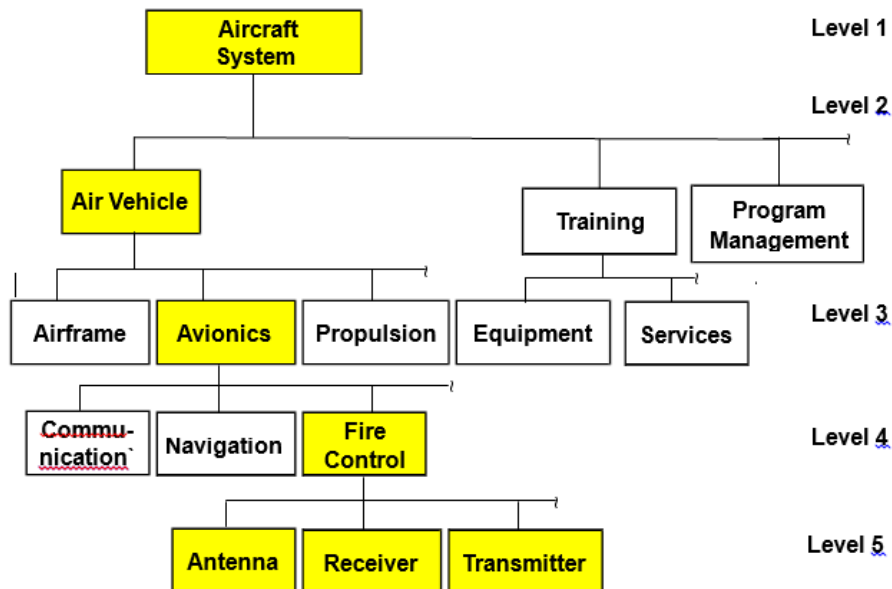 Aircraft
System
Level 1
Level 2
Air Vehicle
Training
Program
Management
Airframe
Avionics
Propulsion
Equipment
Services
Level 3
Commu-
nication`
Navigation
Fire
Control
Level 4
Antenna
Receiver
Transmitter
Level 5